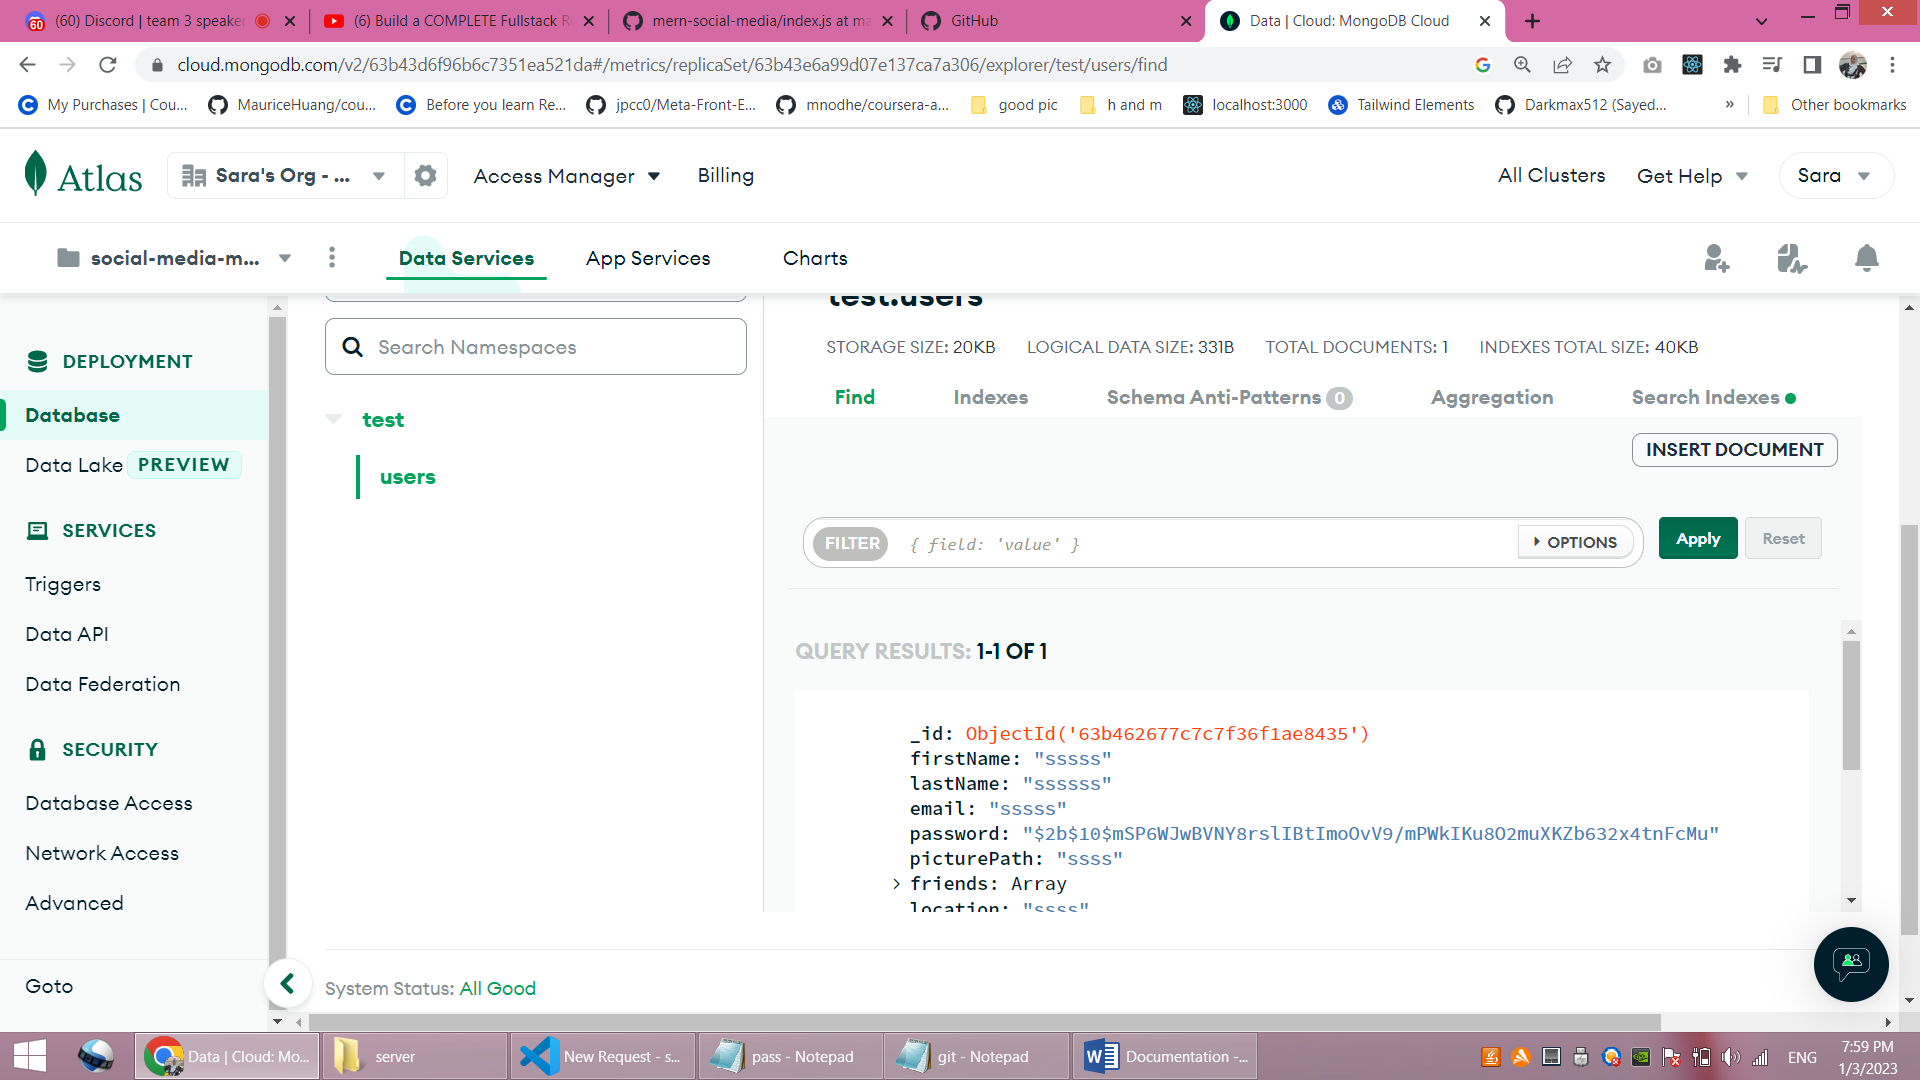 (60) Discord | team 3 speaker
(6) Build a COMPLETE Fullstack R
mern-social-media/index.js at ma
GitHub
Data | Cloud: MongoDB Cloud
cloud.mongodb.com/v2/63b43d6f96b6c7351ea521da#/metrics/replicaSet/63b43e6a99d07e137ca7a306/explorer/test/users/find
My Purchases | Cou...
MauriceHuang/cou...
Before you learn Re...
jpcc0/Meta-Front-E...
mnodhe/coursera-a...
good pic
h and m
localhost:3000
Tailwind Elements
Darkmax512 (Sayed...
»
Other bookmarks
Atlas
Sara's Org - ...
Access Manager
Billing
All Clusters
Get Help
Sara
social-media-m...
Data Services
App Services
Charts
DEPLOYMENT
Database
Data Lake PREVIEW
SERVICES
Triggers
Data API
Data Federation
SECURITY
Database Access
Network Access
Advanced
Goto
Search Namespaces
test
users
test.users
STORAGE SIZE: 20KB LOGICAL DATA SIZE: 331B TOTAL DOCUMENTS: 1 INDEXES TOTAL SIZE: 40KB
Find
Indexes
Schema Anti-Patterns 0
Aggregation
Search Indexes
INSERT DOCUMENT
FILTER { field: 'value' }
OPTIONS
Apply
Reset
QUERY RESULTS: 1-1 OF 1
_id: ObjectId('63b462677c7c7f36f1ae8435')
firstName: "sssss"
lastName: "ssssss"
email: "sssss"
password: "$2b$10$mSP6WJwBVNY8rslIBtImoOvV9/mPWkIKu8O2muXKZb632x4tnFcMu"
picturePath: "ssss"
friends: Array
location: "ssss"
System Status: All Good
Data | Cloud: Mo...
server
New Request - s...
pass - Notepad
git - Notepad
Documentation -...
ENG
7:59 PM
1/3/2023